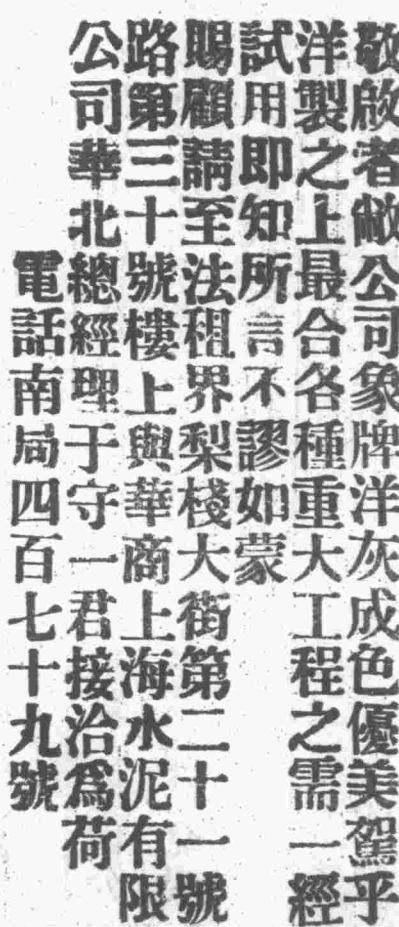 敬啟者敝公司象牌洋灰成色優美駕乎
洋製之上最合各種重大工程之需一經
試用即知所言不謬如蒙
賜顧請至法租界梨棧大街第二十一號
路第三十號樓上與華商上海水泥有限
公司華北總經理于守一君接洽爲荷
電話南局四百七十九號